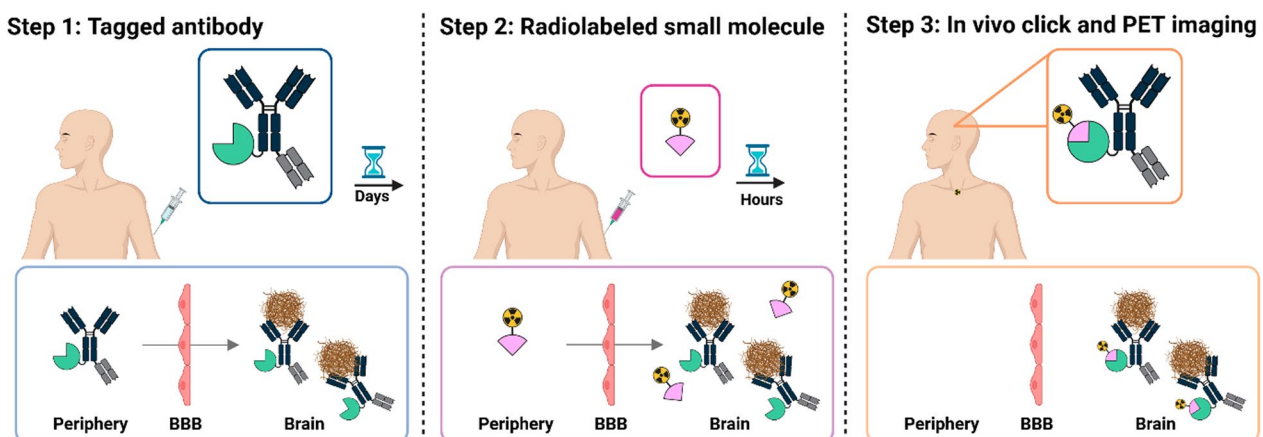 Step 1: Tagged antibody
Step 2: Radiolabeled small molecule
Step 3: In vivo click and PET imaging
Days
Hours
Periphery BBB Brain
Periphery BBB Brain
Periphery BBB Brain